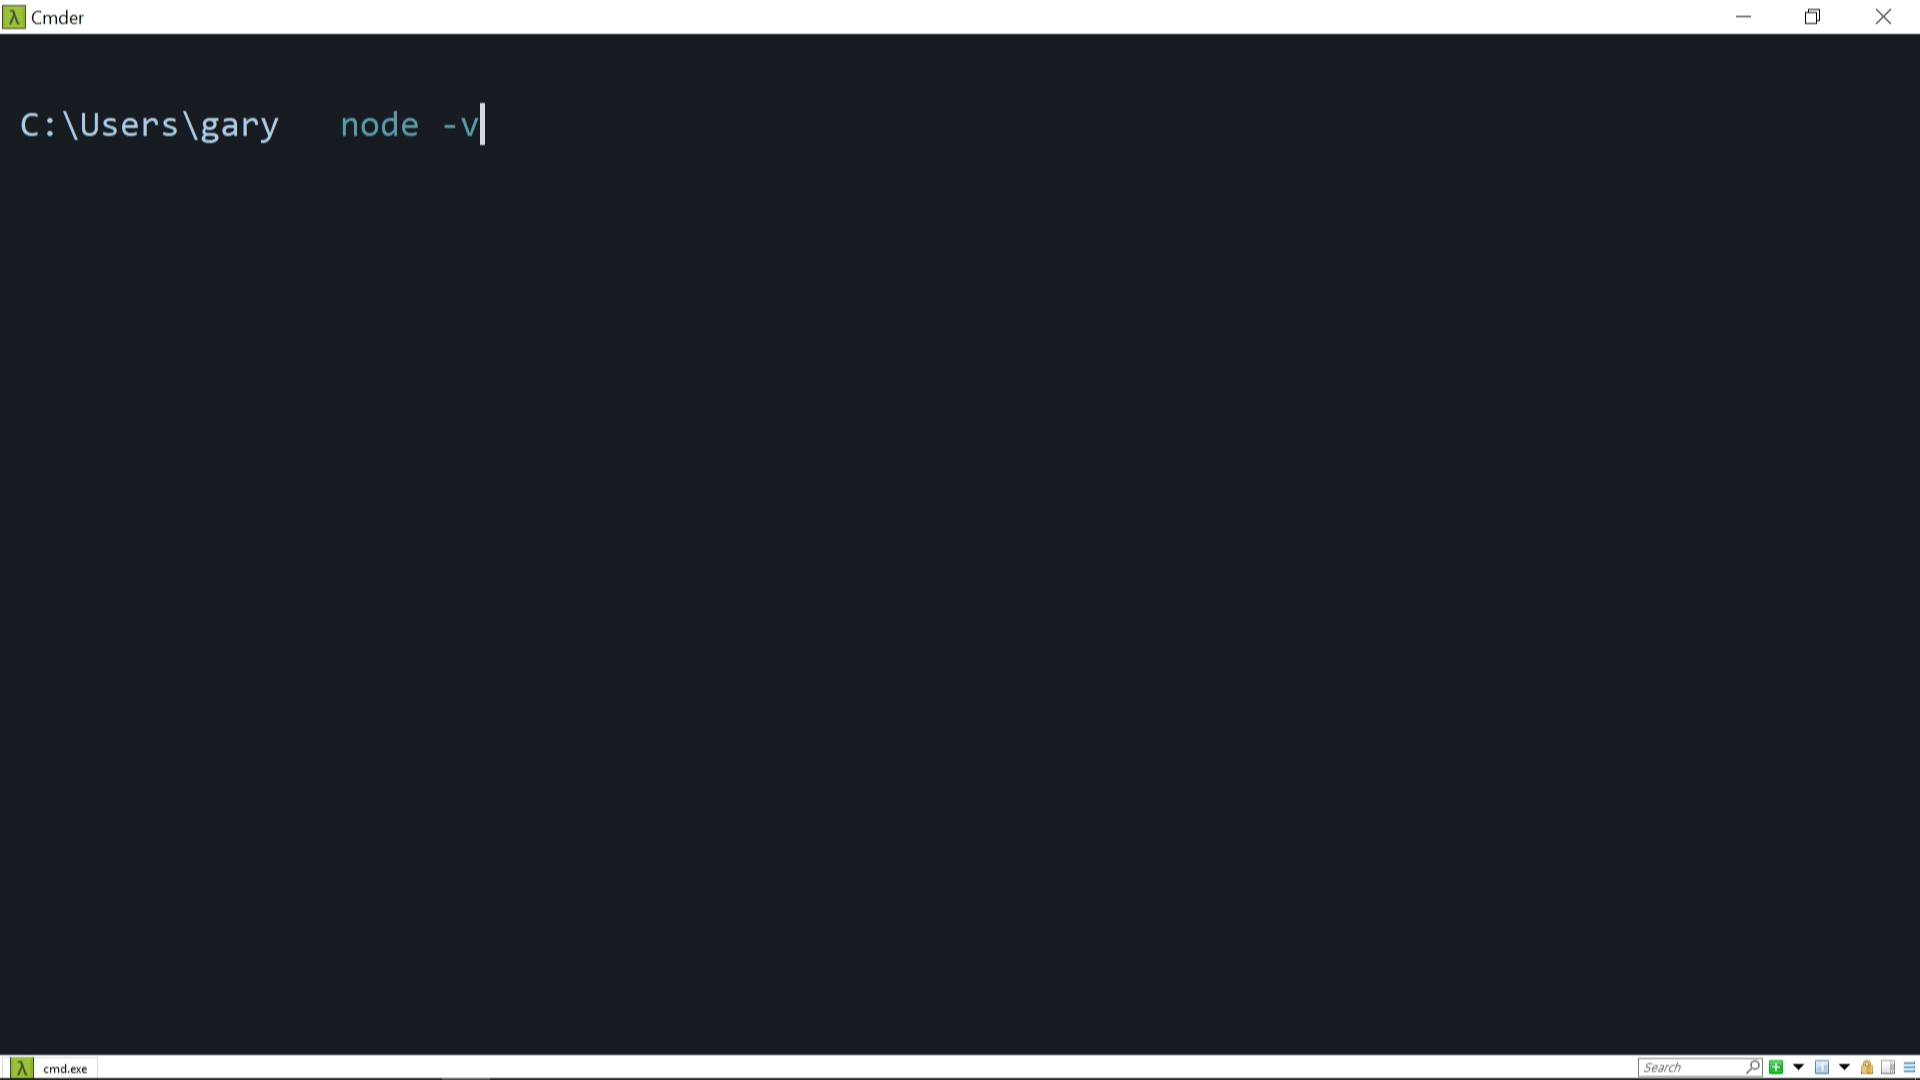 λ Cmder
C:\Users\gary node -v
λ cmd.exe
Search